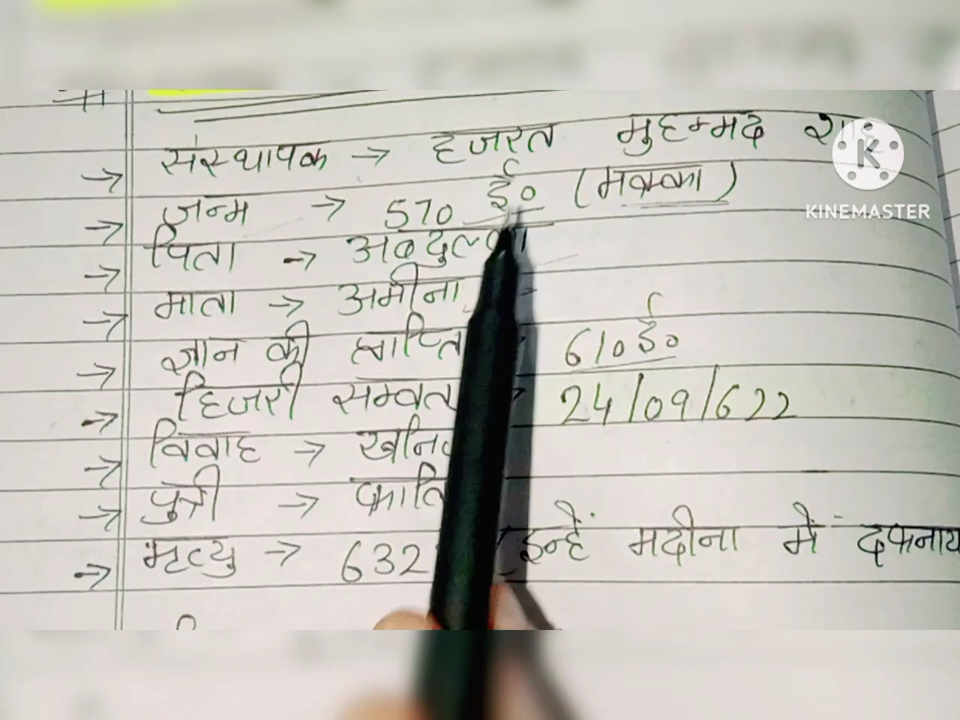 संस्थापक → हजरत मुहम्मद
→ जन्म → 570 ई० (मक्का)
→ पिता →
→ माता → अमीना
→ ज्ञान की प्राप्ति 610 ई०
→ हिजरी सम्वत 24/09/622
→ विवाह →
→ पुत्री →
→ मृत्यु → 632 (इन्हें मदीना में
KINEMASTER